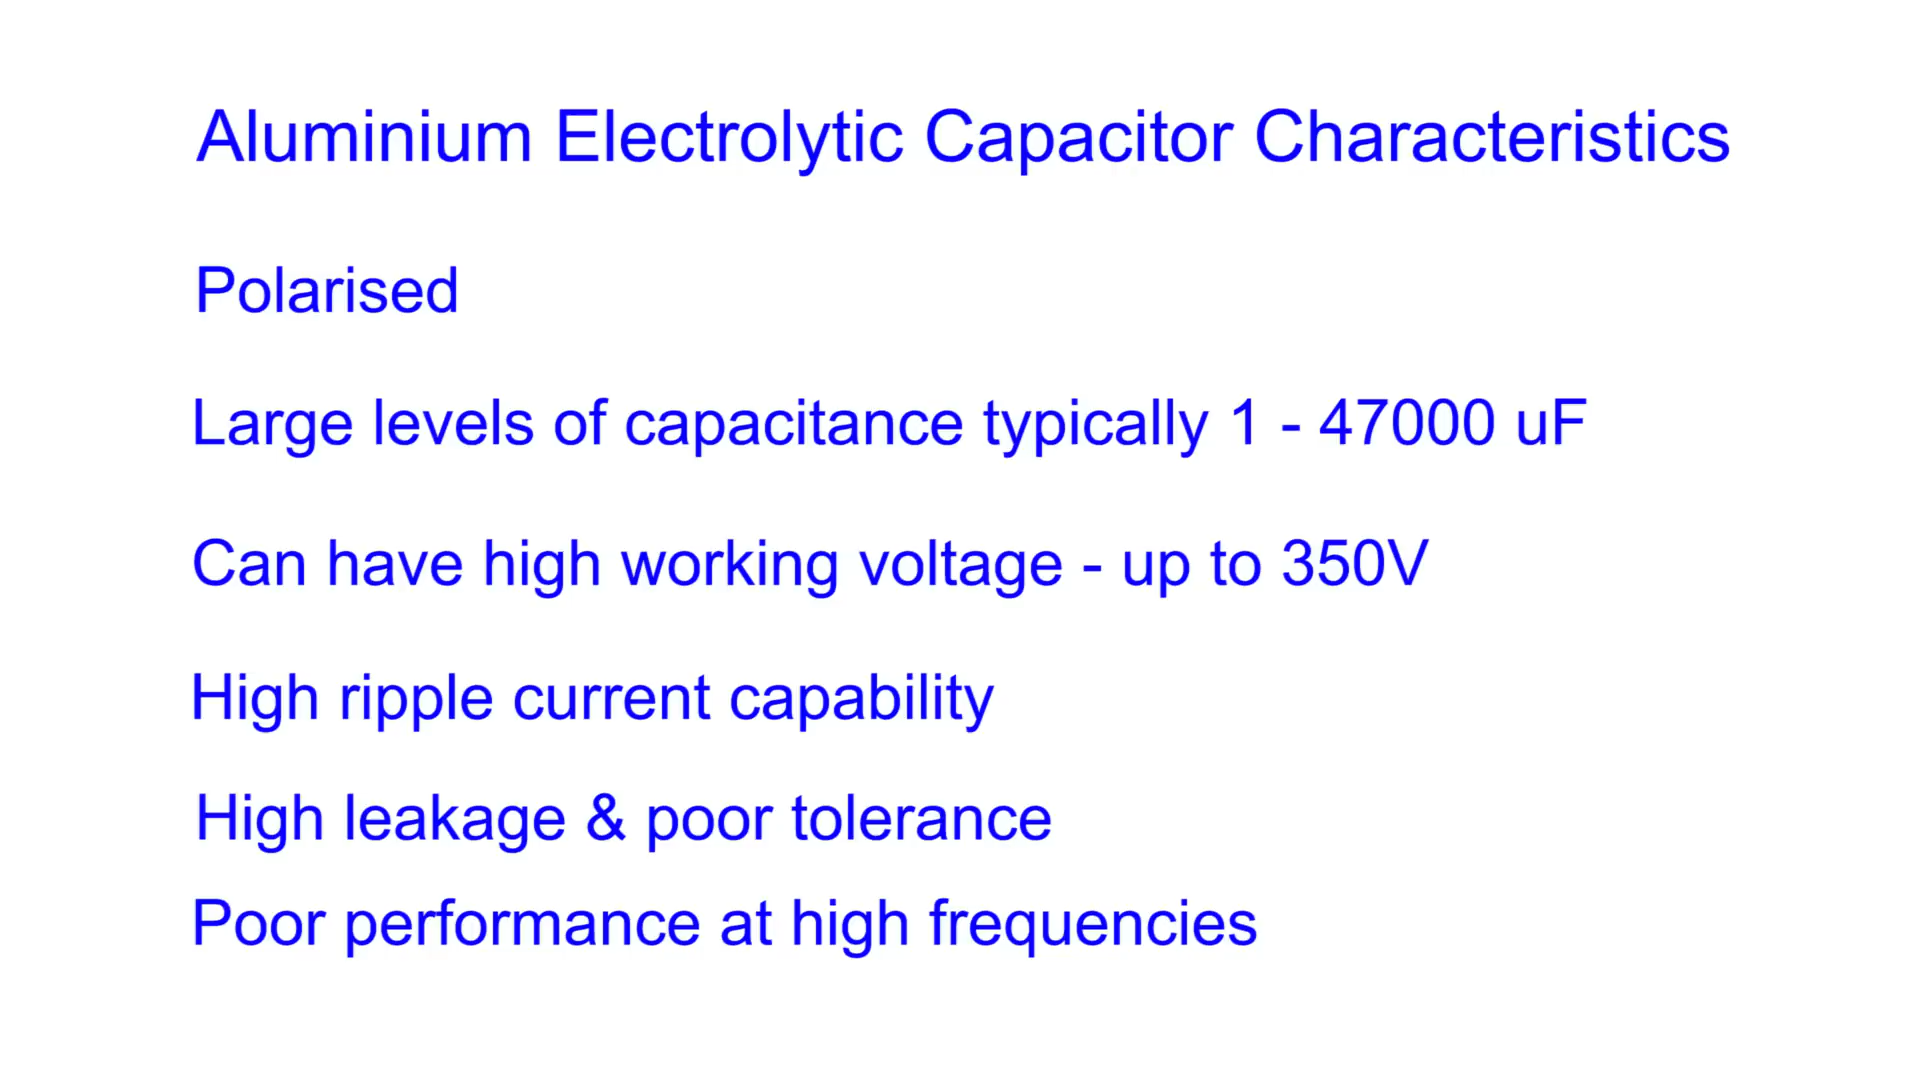 Aluminium Electrolytic Capacitor Characteristics
Polarised
Large levels of capacitance typically 1 - 47000 uF
Can have high working voltage - up to 350V
High ripple current capability
High leakage & poor tolerance
Poor performance at high frequencies